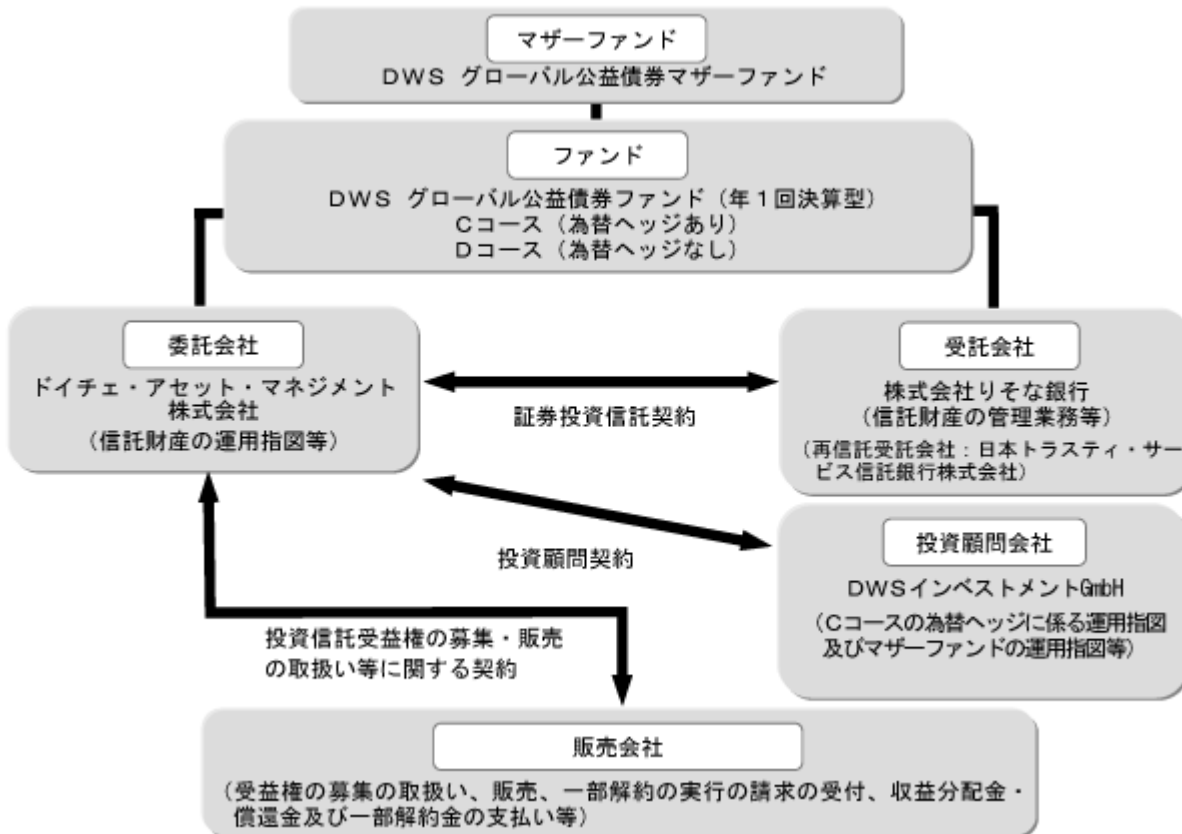 マザーファンド
DWS グローバル公益債券マザーファンド
ファンド
DWS グローバル公益債券ファンド（年1回決算型）
Cコース（為替ヘッジあり）
Dコース（為替ヘッジなし）
委託会社
ドイチェ・アセット・マネジメント
株式会社
（信託財産の運用指図等）
証券投資信託契約
受託会社
株式会社りそな銀行
（信託財産の管理業務等）
（再信託受託会社：日本トラスティ・サー
ビス信託銀行株式会社）
投資顧問契約
投資顧問会社
DWSインベストメントGmbH
（Cコースの為替ヘッジに係る運用指図
及びマザーファンドの運用指図等）
投資信託受益権の募集・販売
の取扱い等に関する契約
販売会社
（受益権の募集の取扱い、販売、一部解約の実行の請求の受付、収益分配金・
償還金及び一部解約金の支払い等）